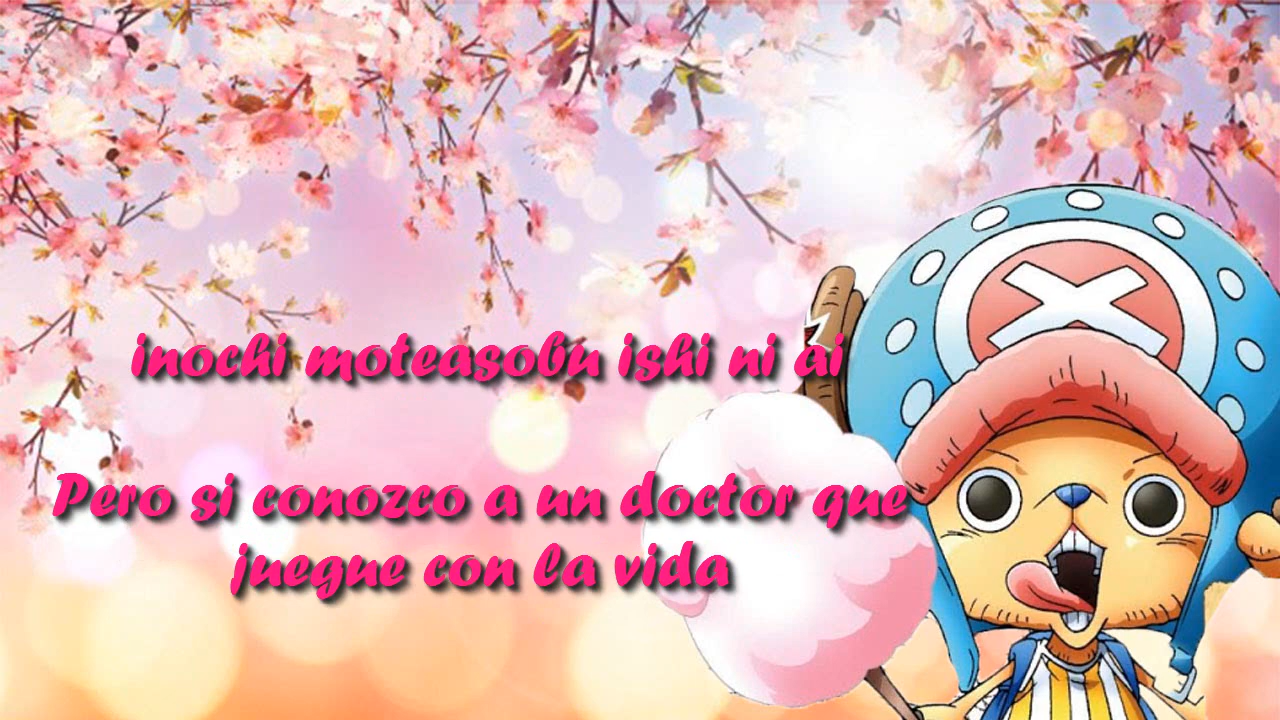 inochi moteasobu ishi ni ai
Pero si conozco a un doctor que
juegue con la vida